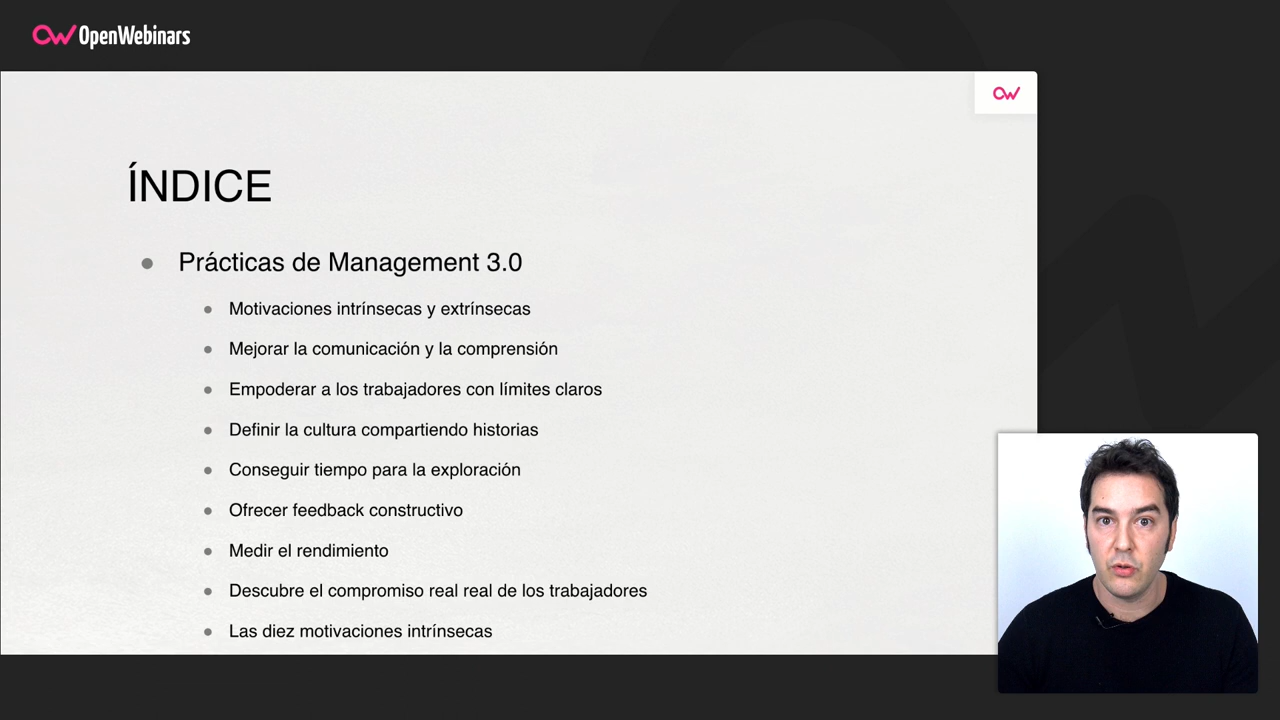 OpenWebinars
ÍNDICE
Prácticas de Management 3.0
Motivaciones intrínsecas y extrínsecas
Mejorar la comunicación y la comprensión
Empoderar a los trabajadores con límites claros
Definir la cultura compartiendo historias
Conseguir tiempo para la exploración
Ofrecer feedback constructivo
Medir el rendimiento
Descubre el compromiso real real de los trabajadores
Las diez motivaciones intrínsecas